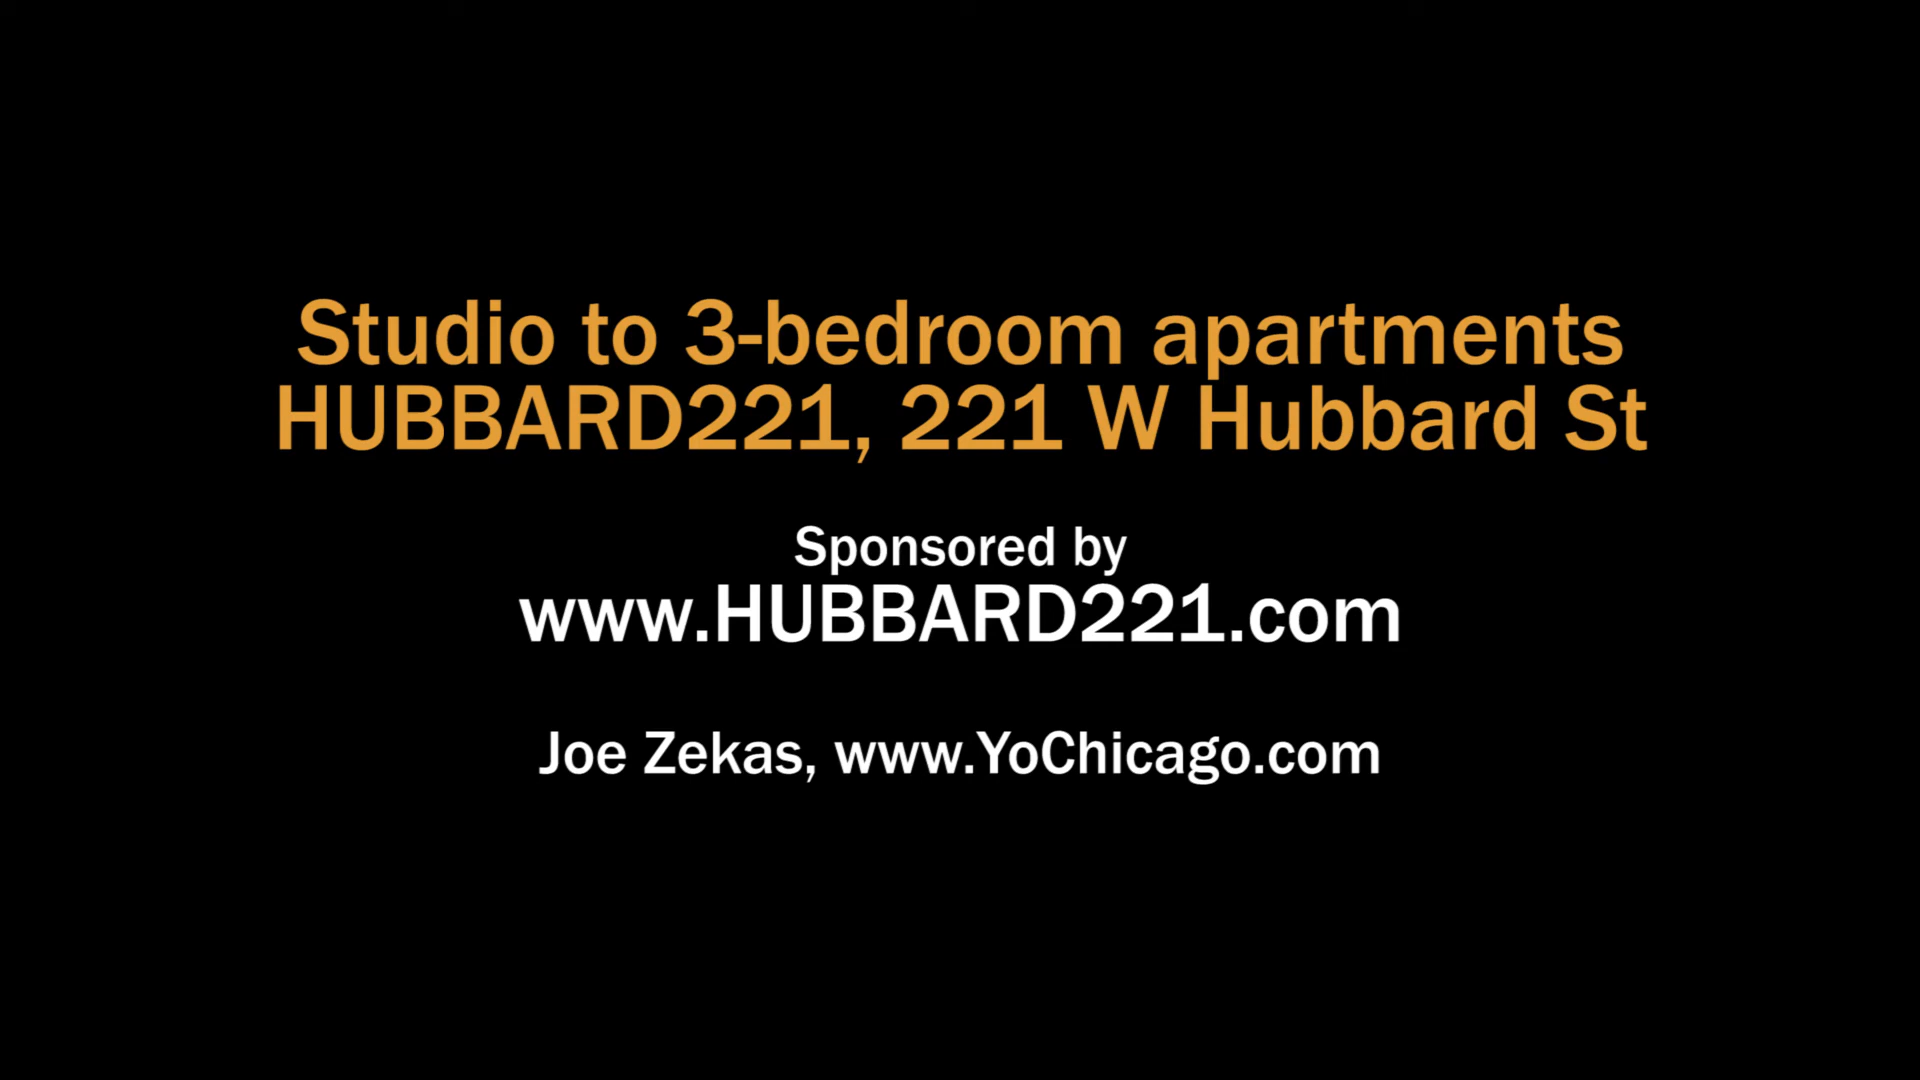 Studio to 3-bedroom apartments
HUBBARD221, 221 W Hubbard St
Sponsored by
www.HUBBARD221.com
Joe Zekas, www.YoChicago.com